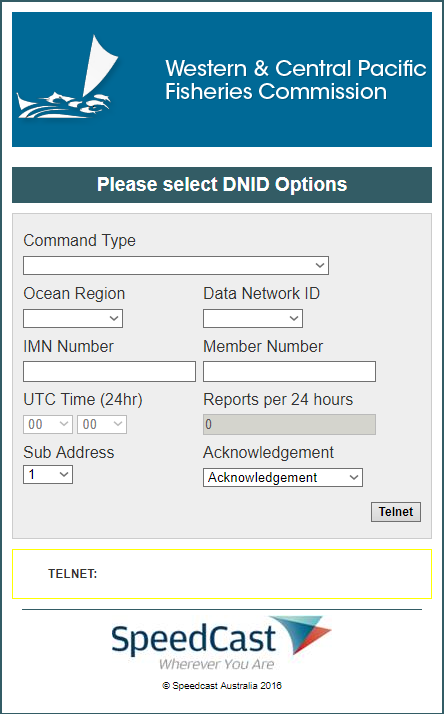 Western & Central Pacific
Fisheries Commission
Please select DNID Options
Command Type
Ocean Region
Data Network ID
IMN Number
Member Number
UTC Time (24hr)
Reports per 24 hours
00
00
0
Sub Address
Acknowledgement
1
Acknowledgement
Telnet
TELNET:
SpeedCast
Wherever You Are
© Speedcast Australia 2016